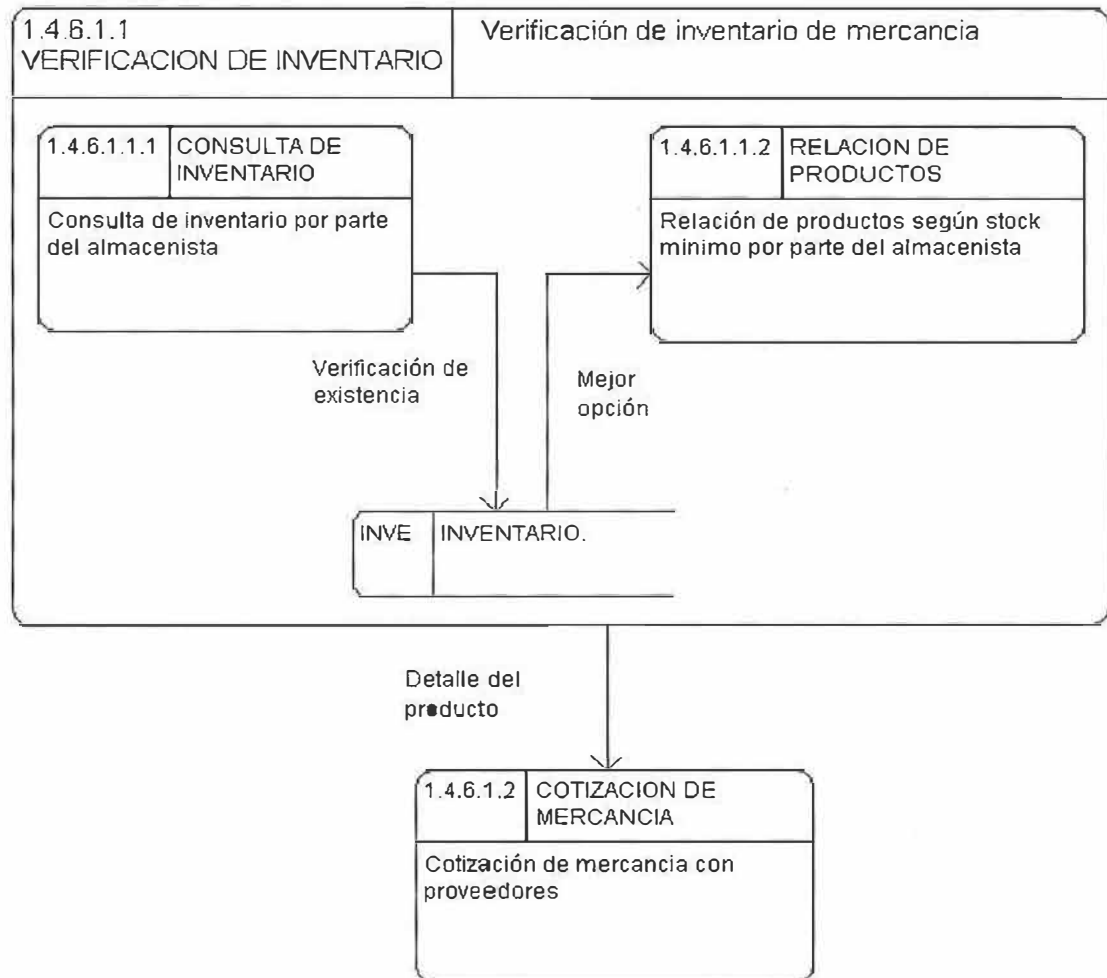 1.4.6.1.1
VERIFICACION DE INVENTARIO
Verificación de inventario de mercancia
1.4.6.1.1.1
CONSULTA DE
INVENTARIO
Consulta de inventario por parte
del almacenista
1.4.6.1.1.2
RELACION DE
PRODUCTOS
Relación de productos según stock
minimo por parte del almacenista
Verificación de
existencia
Mejor
opción
INVE
INVENTARIO.
Detalle del
producto
1.4.6.1.2
COTIZACION DE
MERCANCIA
Cotización de mercancia con
proveedores